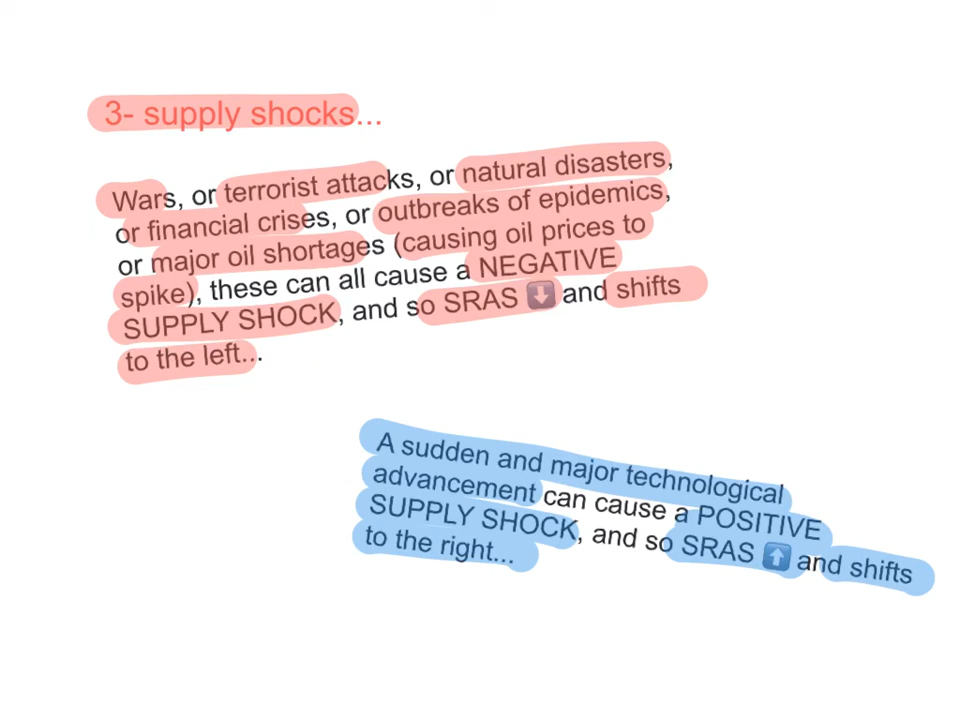 3- supply shocks...
Wars, or terrorist attacks, or natural disasters,
or financial crises, or outbreaks of epidemics,
or major oil shortages (causing oil prices to
spike), these can all cause a NEGATIVE
SUPPLY SHOCK, and so SRAS ⬇️ and shifts
to the left...
A sudden and major technological
advancement can cause a POSITIVE
SUPPLY SHOCK, and so SRAS ⬆️ and shifts
to the right...